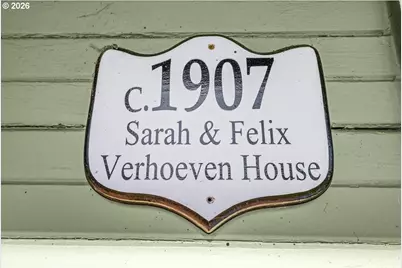 © 2026
C.1907
Sarah & Felix
Verhoeven House